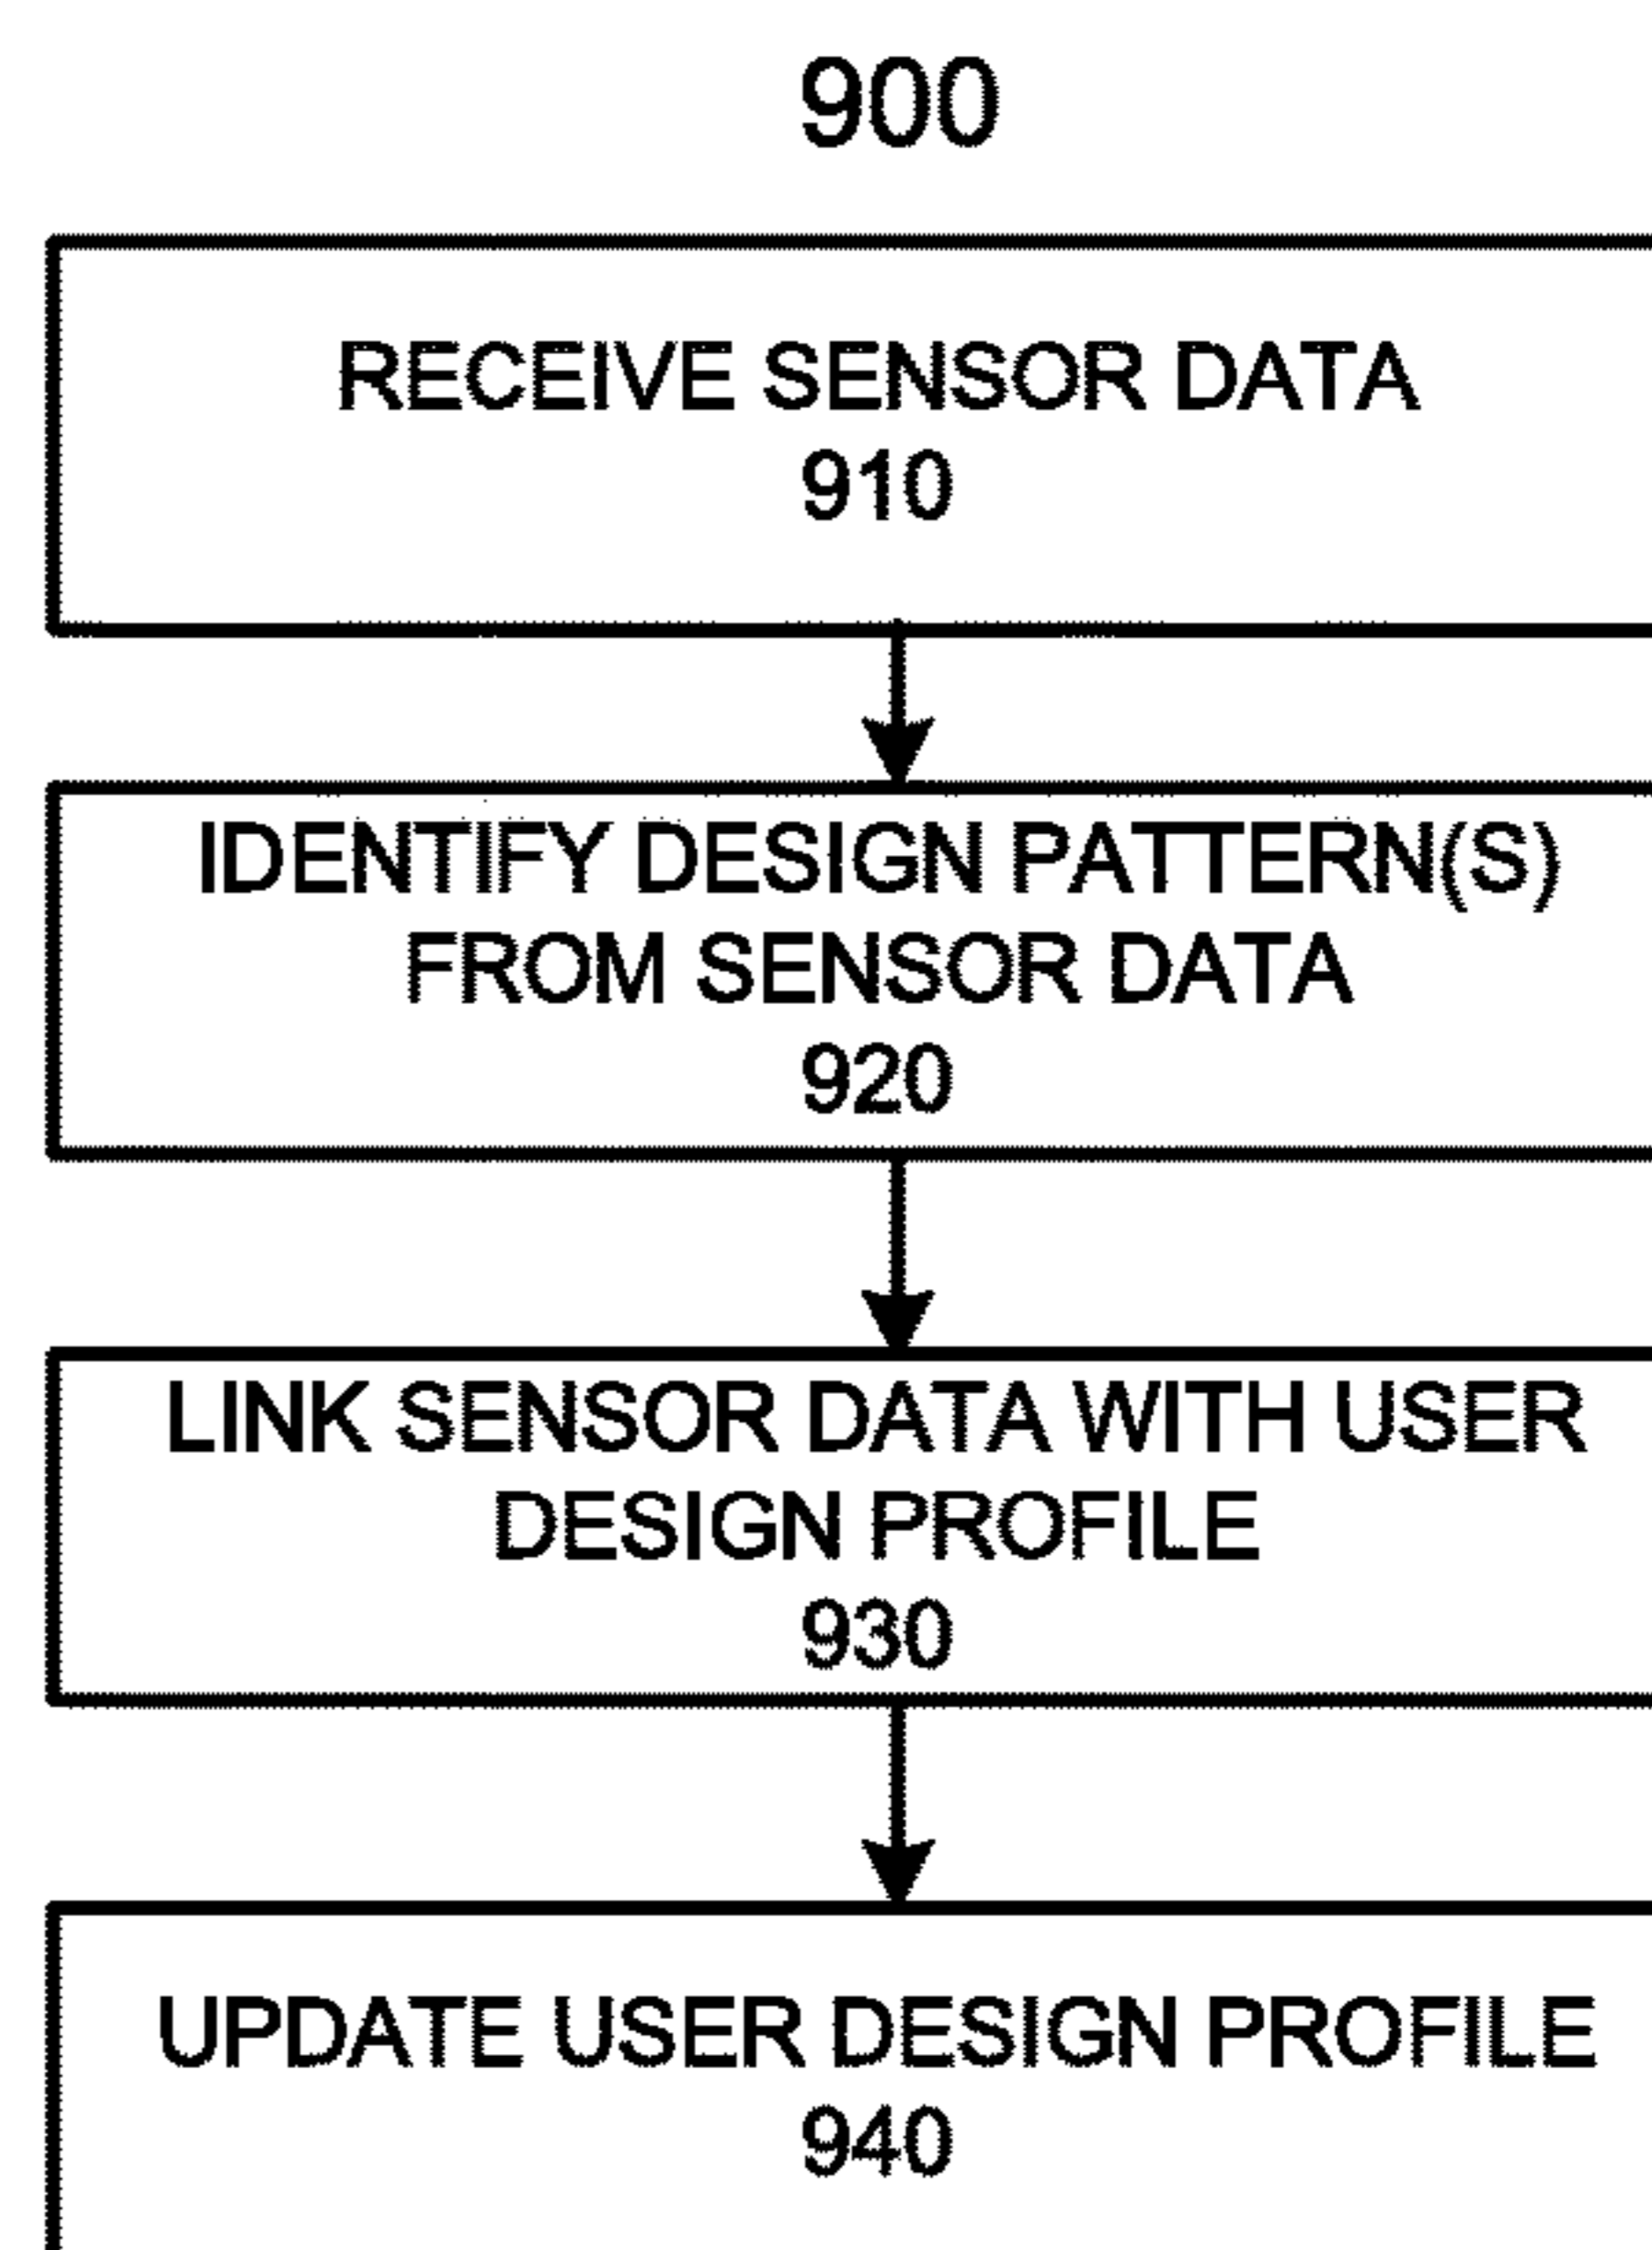 900
RECEIVE SENSOR DATA
910
IDENTIFY DESIGN PATTERN(S)
FROM SENSOR DATA
920
LINK SENSOR DATA WITH USER
DESIGN PROFILE
930
UPDATE USER DESIGN PROFILE
940